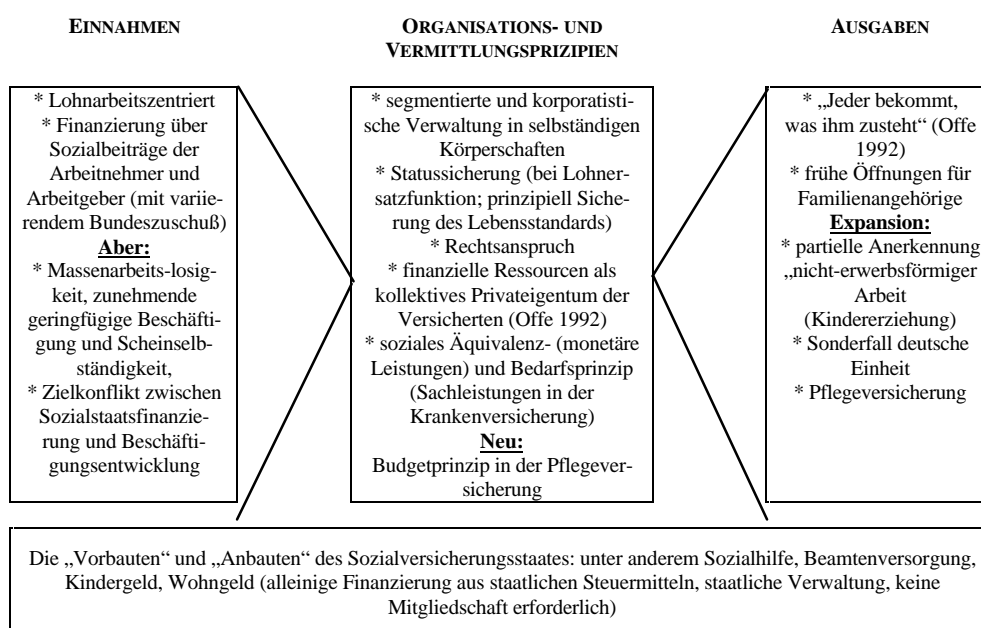 EINNAHMEN
ORGANISATIONS- UND
VERMITTLUNGSPRIZIPIEN
AUSGABEN
* Lohnarbeitszentriert
* Finanzierung über
Sozialbeiträge der
Arbeitnehmer und
Arbeitgeber (mit variie-
rendem Bundeszuschuß)
Aber:
* Massenarbeits-losig-
keit, zunehmende
geringfügige Beschäfti-
gung und Scheinselb-
ständigkeit,
* Zielkonflikt zwischen
Sozialstaatsfinanzie-
rung und Beschäfti-
gungsentwicklung
* segmentierte und korporatisti-
sche Verwaltung in selbständigen
Körperschaften
* Statussicherung (bei Lohner-
satzfunktion; prinzipiell Siche-
rung des Lebensstandards)
* Rechtsanspruch
* finanzielle Ressourcen als
kollektives Privateigentum der
Versicherten (Offe 1992)
* soziales Äquivalenz- (monetäre
Leistungen) und Bedarfsprinzip
(Sachleistungen in der
Krankenversicherung)
Neu:
Budgetprinzip in der Pflegever-
sicherung
* „Jeder bekommt,
was ihm zusteht“ (Offe
1992)
* frühe Öffnungen für
Familienangehörige
Expansion:
* partielle Anerkennung
„nicht-erwerbsförmiger
Arbeit
(Kindererziehung)
* Sonderfall deutsche
Einheit
* Pflegeversicherung
Die „Vorbauten“ und „Anbauten“ des Sozialversicherungsstaates: unter anderem Sozialhilfe, Beamtenversorgung,
Kindergeld, Wohngeld (alleinige Finanzierung aus staatlichen Steuermitteln, staatliche Verwaltung, keine
Mitgliedschaft erforderlich)